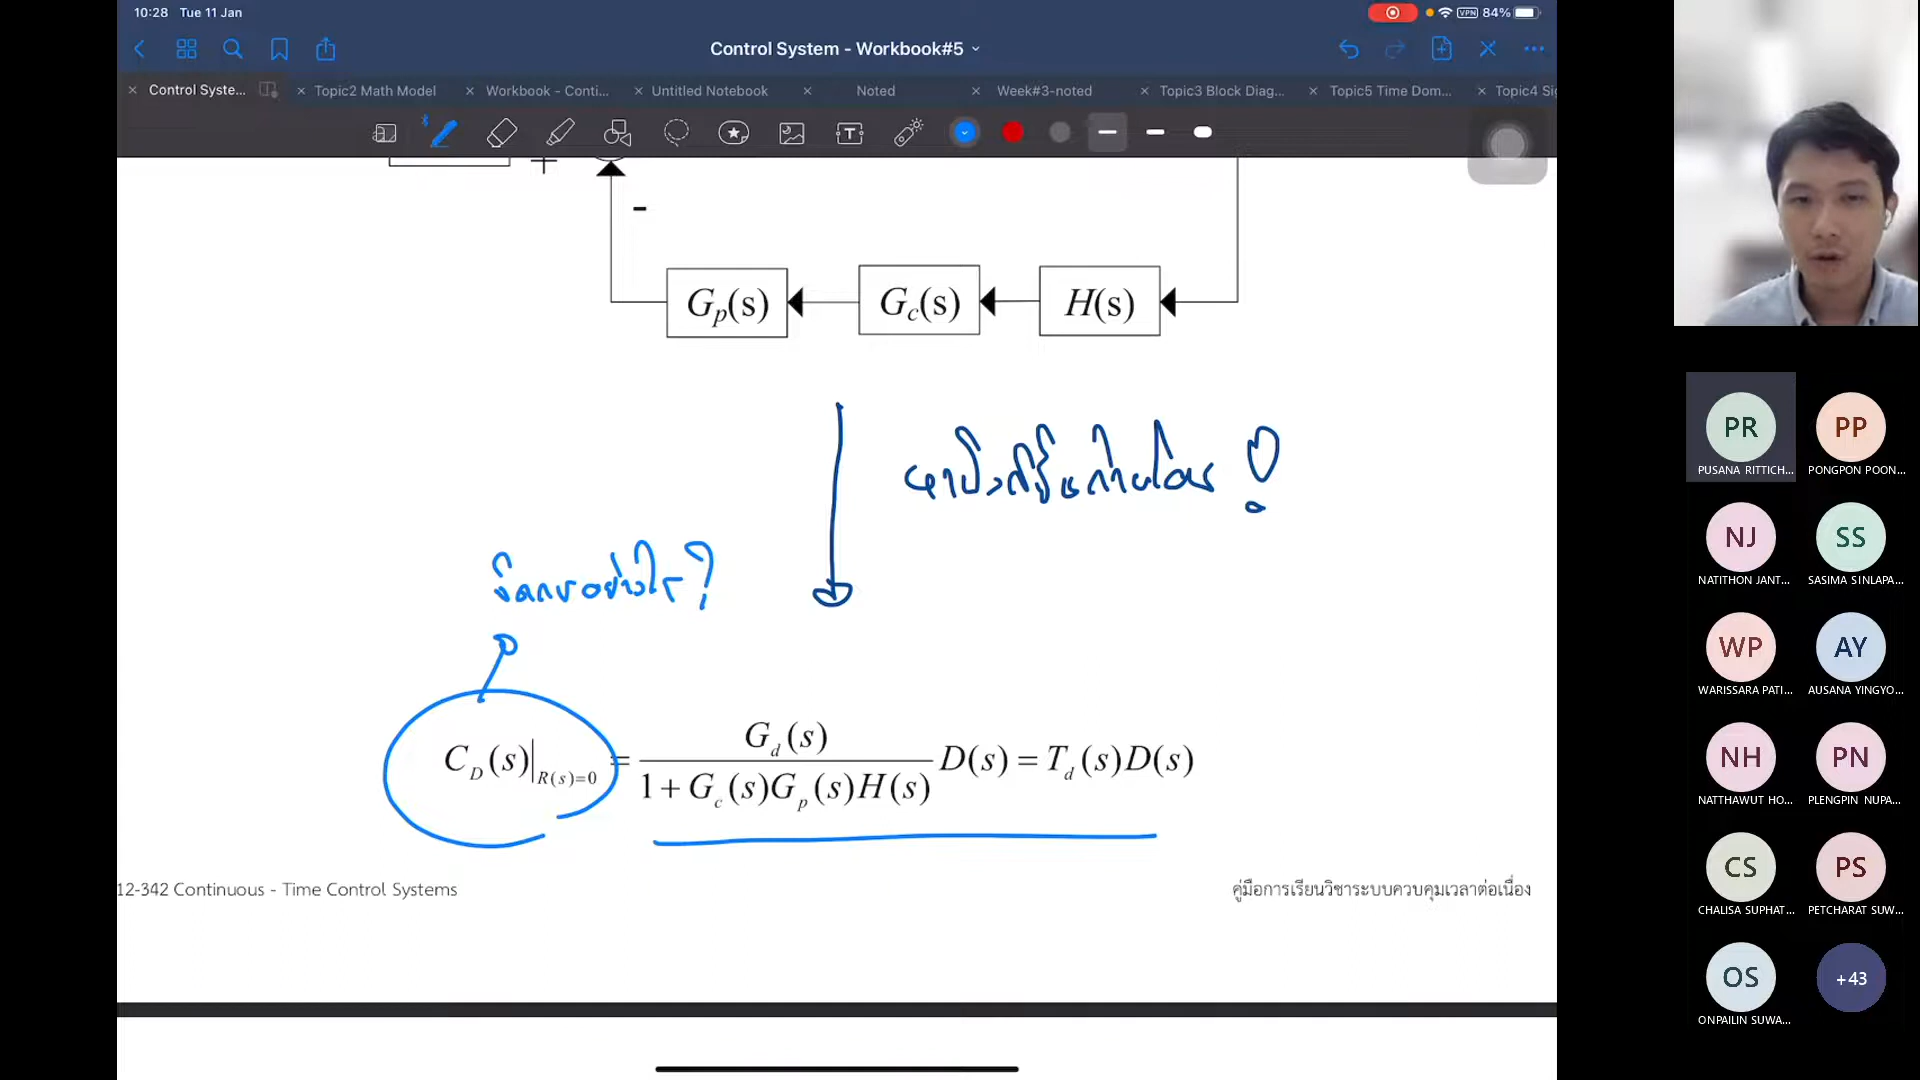 10:28 Tue 11 Jan
VPN 84%
Control System - Workbook#5
Control Syste...
Topic2 Math Model
Workbook - Conti...
Untitled Notebook
Noted
Week#3-noted
Topic3 Block Diag...
Topic5 Time Dom...
Topic4 Si
+
-
Gp(s)
Gc(s)
H(s)
?
C_D(s)|_{R(s)=0} = G_d(s) / (1 + G_c(s)G_p(s)H(s)) D(s) = T_d(s)D(s)
12-342 Continuous - Time Control Systems
คู่มือการเรียนวิชาระบบควบคุมเวลาต่อเนื่อง
PR
PUSANA RITTICH...
PP
PONGPON POON...
NJ
NATITHON JANT...
SS
SASIMA SINLAPA...
WP
WARISSARA PATI...
AY
AUSANA YINGYO...
NH
NATTHAWUT HO...
PN
PLENGPIN NUPA...
CS
CHALISA SUPHAT...
PS
PETCHARAT SUW...
OS
ONPAILIN SUWA...
+43